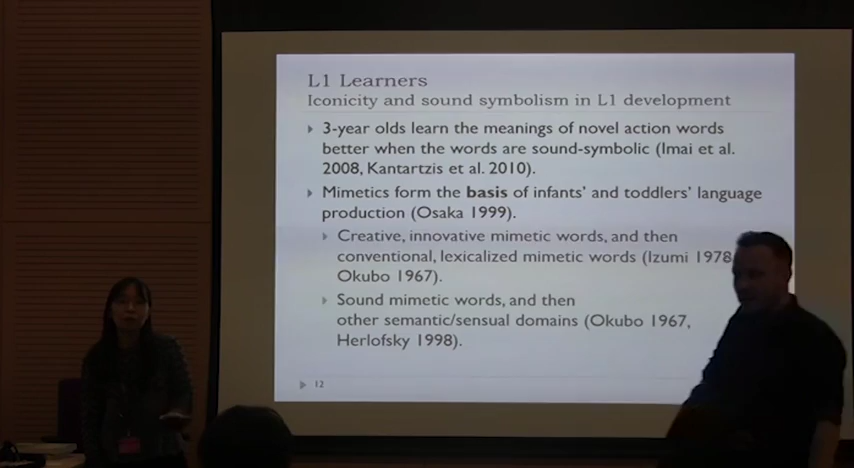 L1 Learners
Iconicity and sound symbolism in L1 development
3-year olds learn the meanings of novel action words
better when the words are sound-symbolic (Imai et al.
2008, Kantartzis et al. 2010).
Mimetics form the basis of infants' and toddlers' language
production (Osaka 1999).
Creative, innovative mimetic words, and then
conventional, lexicalized mimetic words (Izumi 1978
Okubo 1967).
Sound mimetic words, and then
other semantic/sensual domains (Okubo 1967,
Herlofsky 1998).
12